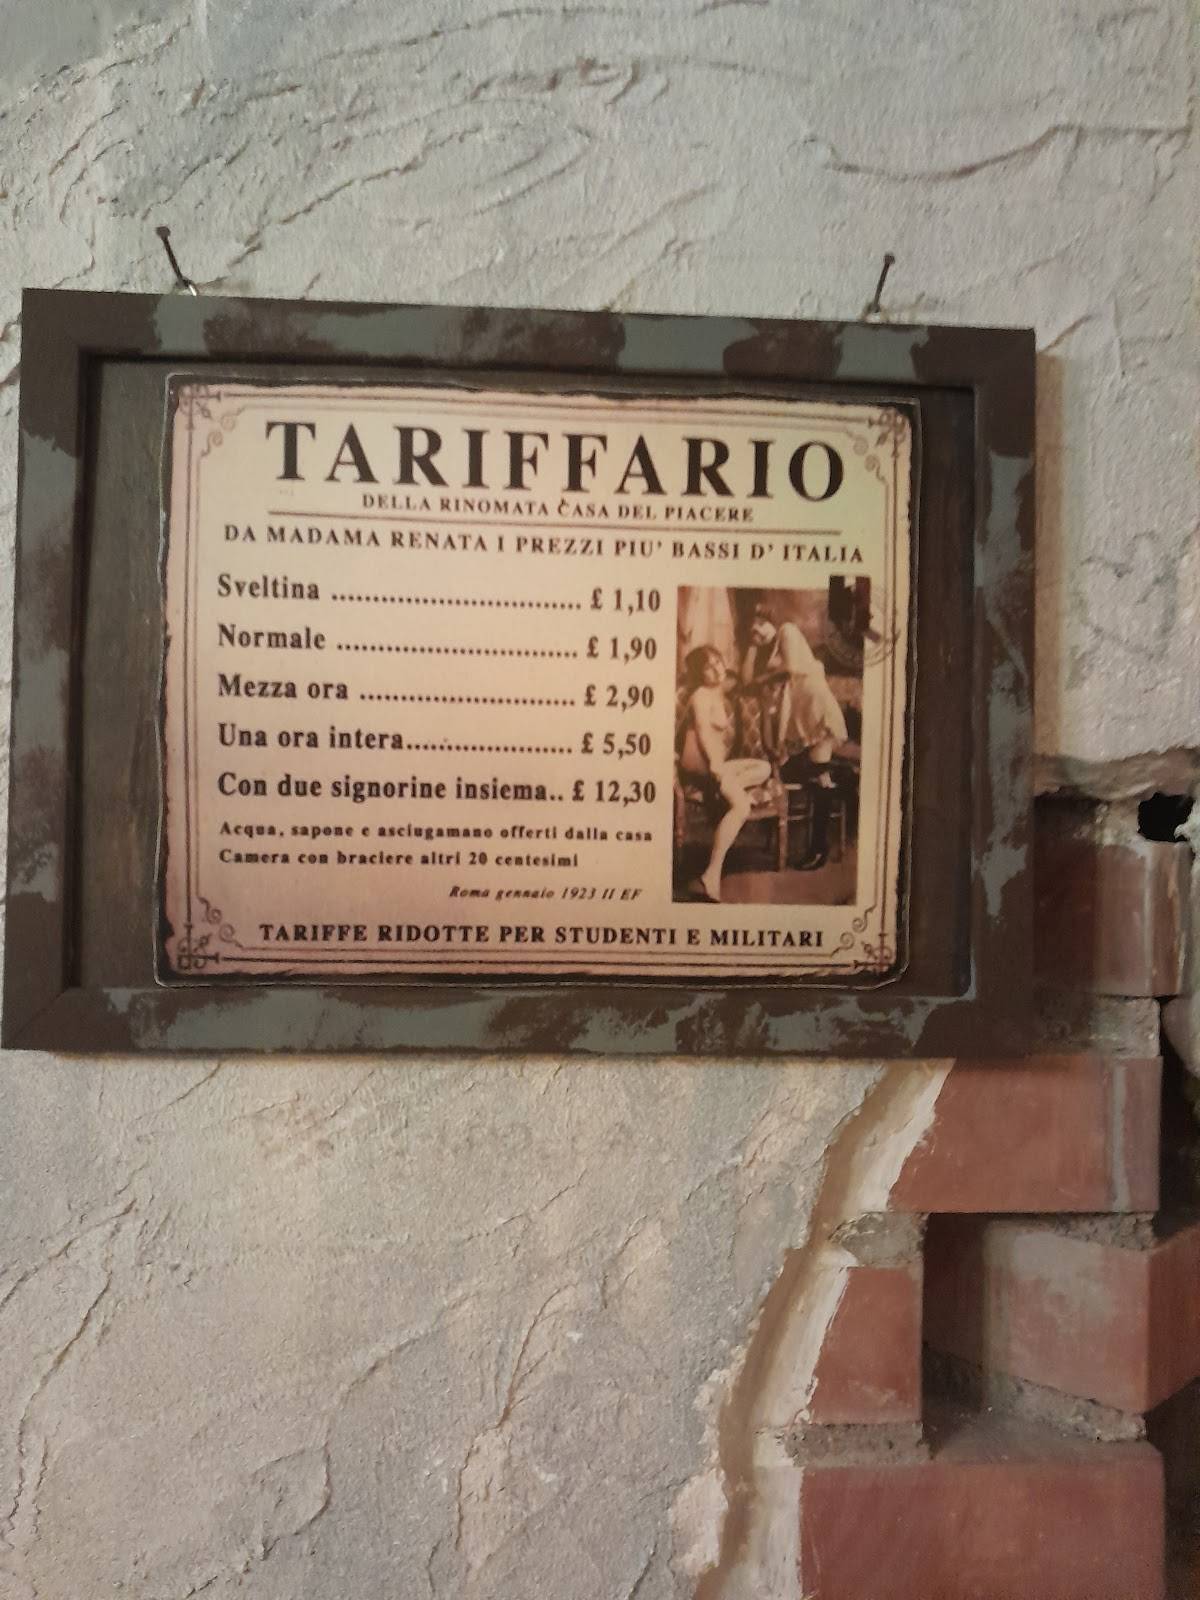 TARIFFARIO
DELLA RINOMATA CASA DEL PIACERE
DA MADAMA RENATA I PREZZI PIU' BASSI D' ITALIA
Sveltina .............................. £ 1,10
Normale ............................. £ 1,90
Mezza ora .......................... £ 2,90
Una ora intera.................... £ 5,50
Con due signorine insiema.. £ 12,30
Acqua, sapone e asciugamano offerti dalla casa
Camera con braciere altri 20 centesimi
Roma gennaio 1923 II EF
TARIFFE RIDOTTE PER STUDENTI E MILITARI